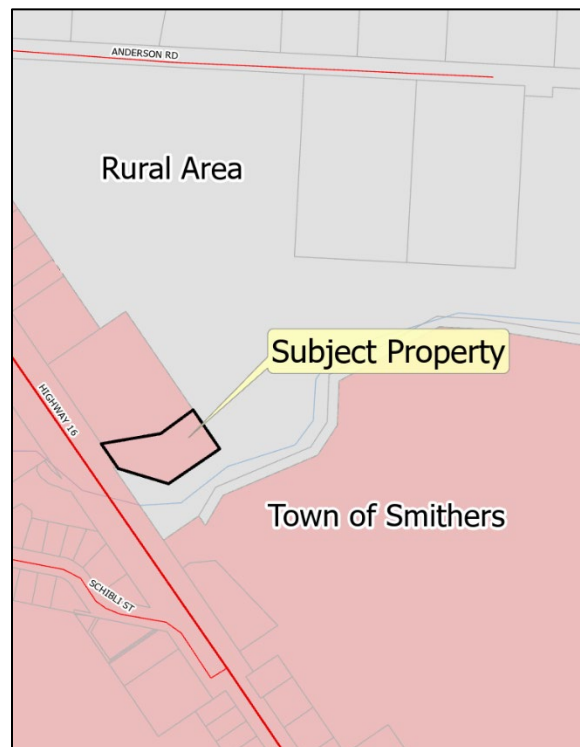 ANDERSON RD
Rural Area
Subject Property
HIGHWAY 16
Town of Smithers
SCHIBLI ST